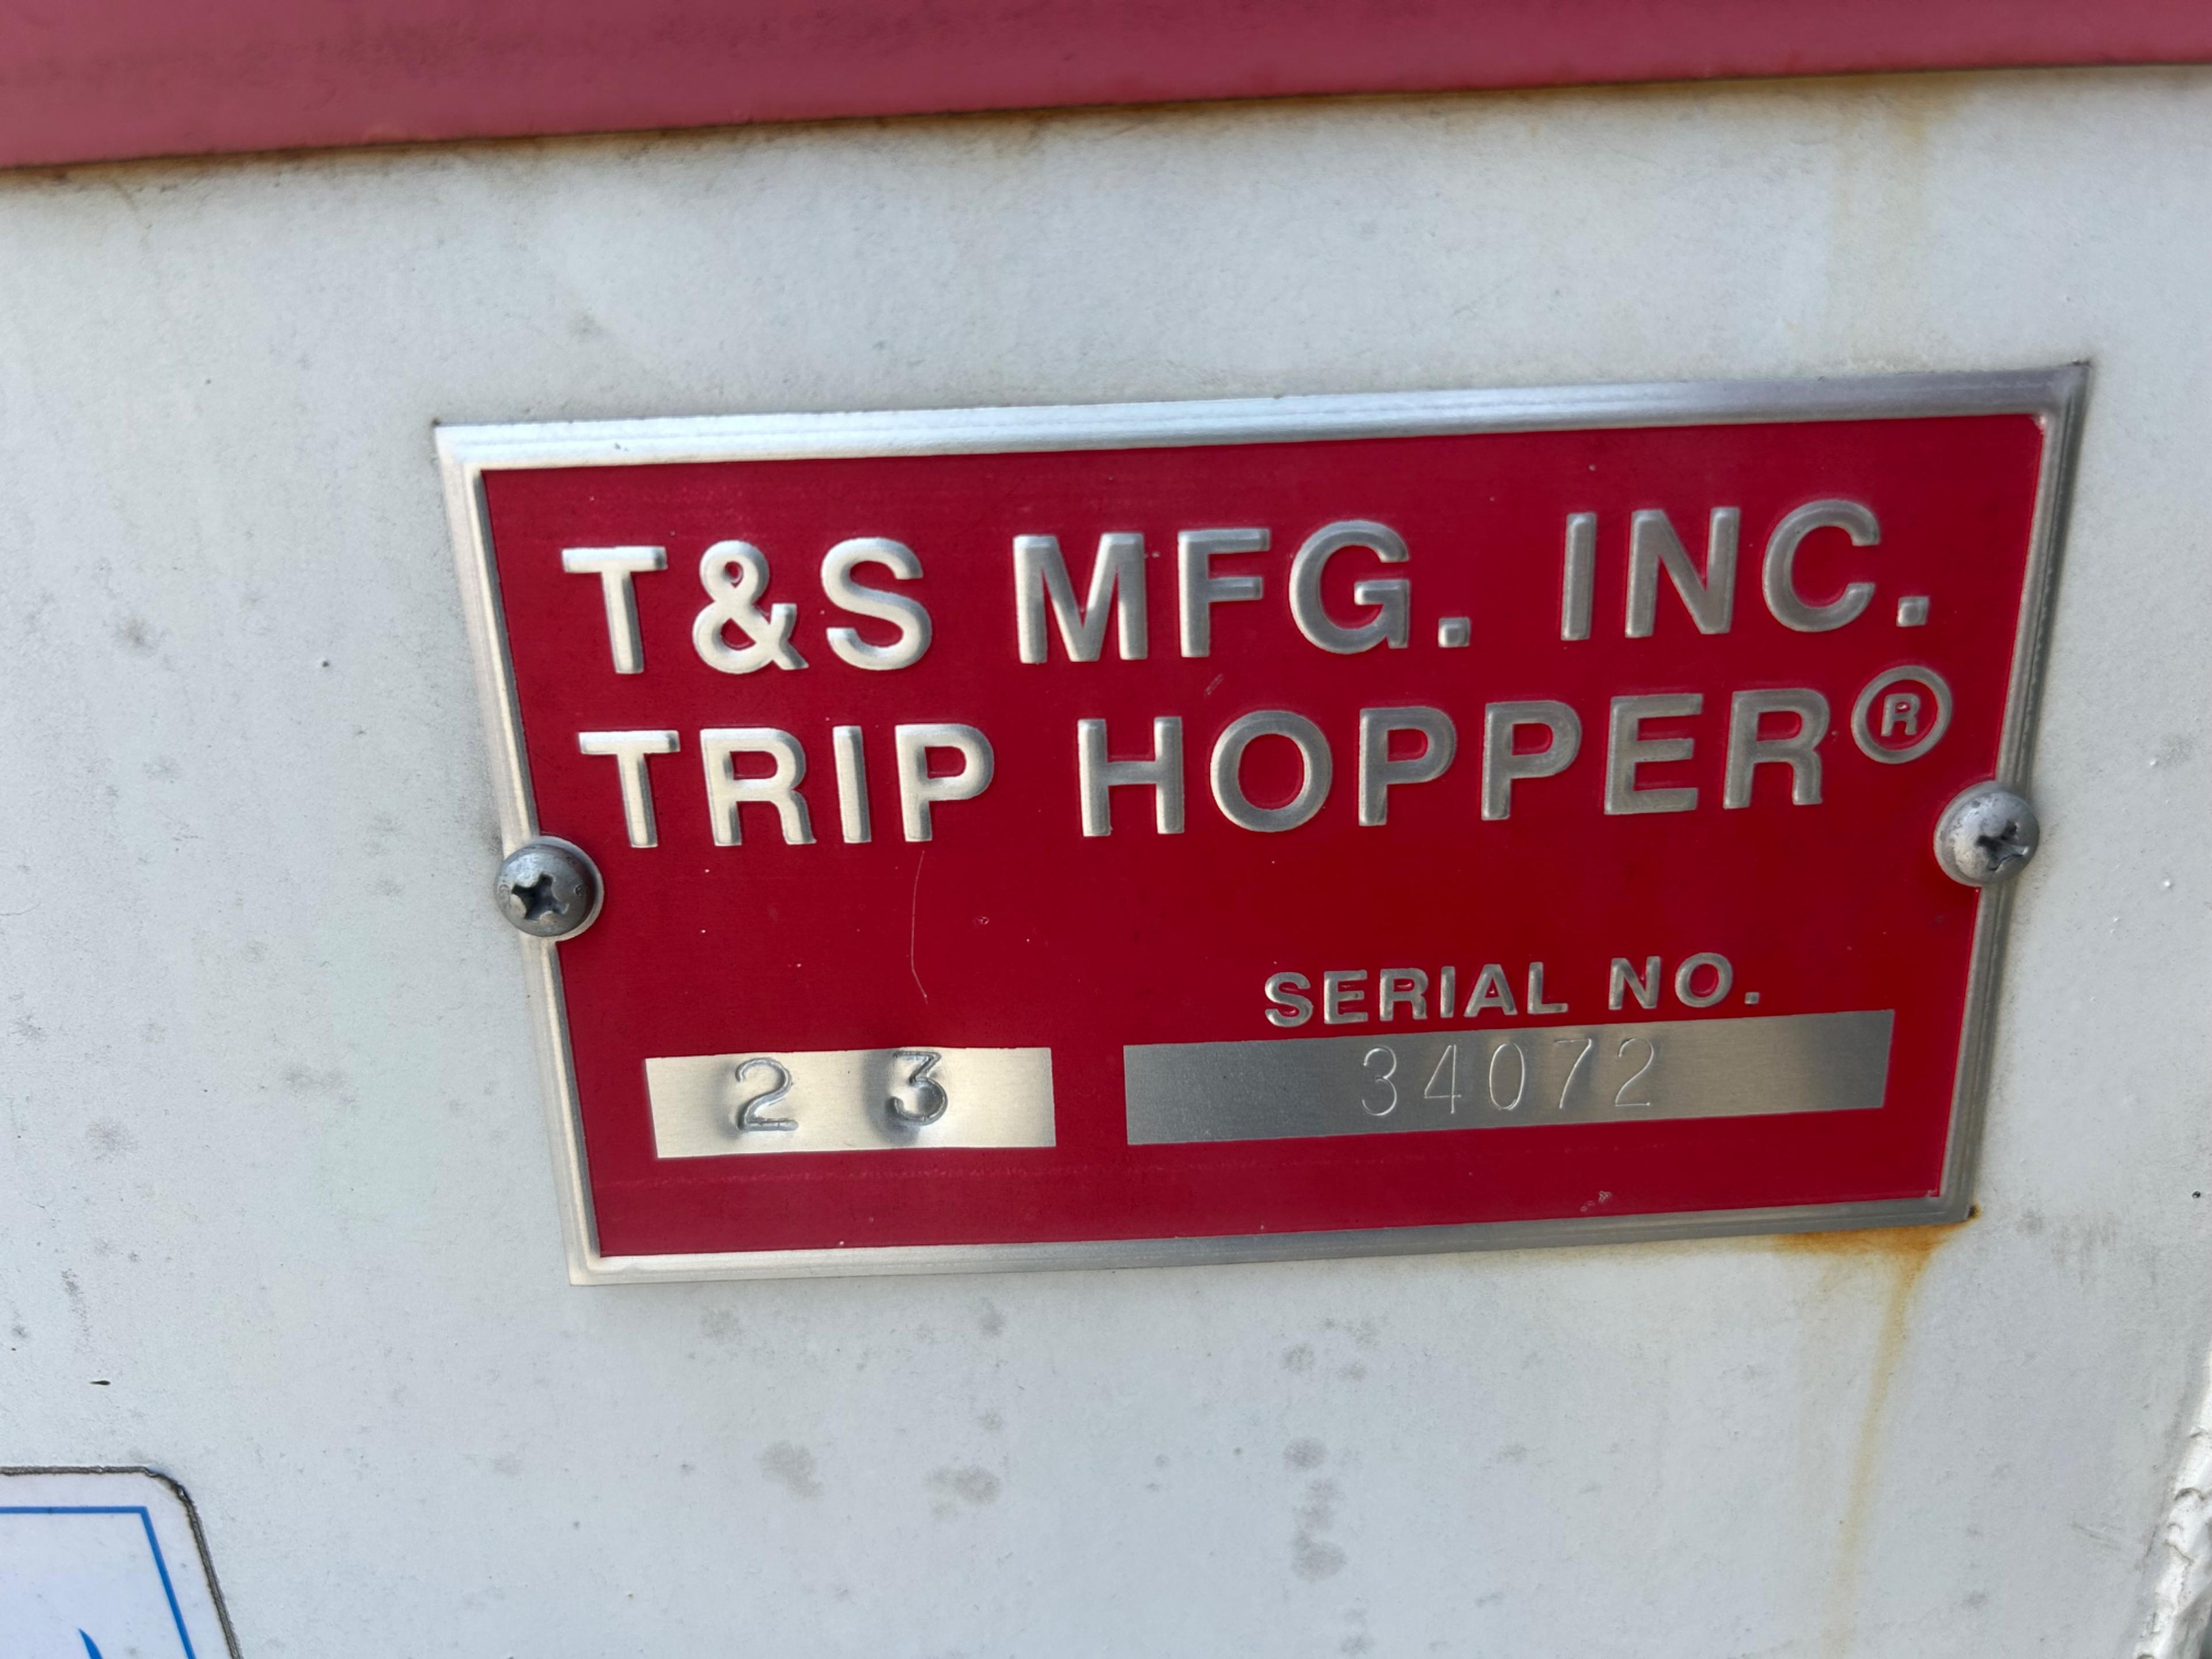 T&S MFG. INC.
TRIP HOPPER®
SERIAL NO.
2 3 34072